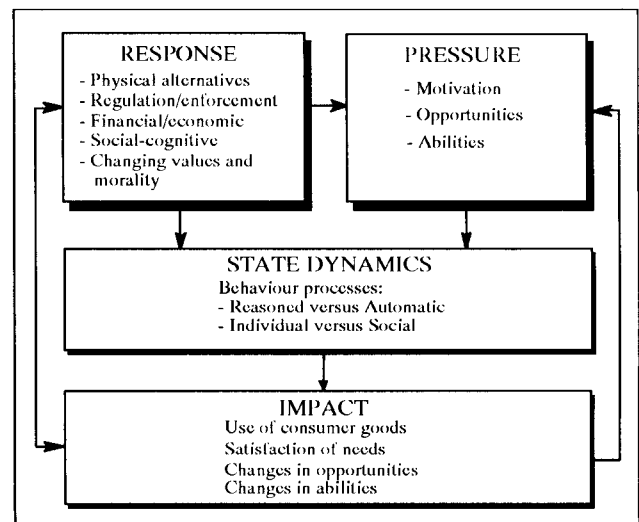 RESPONSE
- Physical alternatives
- Regulation/enforcement
- Financial/economic
- Social-cognitive
- Changing values and
morality
PRESSURE
- Motivation
- Opportunities
- Abilities
STATE DYNAMICS
Behaviour processes:
- Reasoned versus Automatic
- Individual versus Social
IMPACT
Use of consumer goods
Satisfaction of needs
Changes in opportunities
Changes in abilities